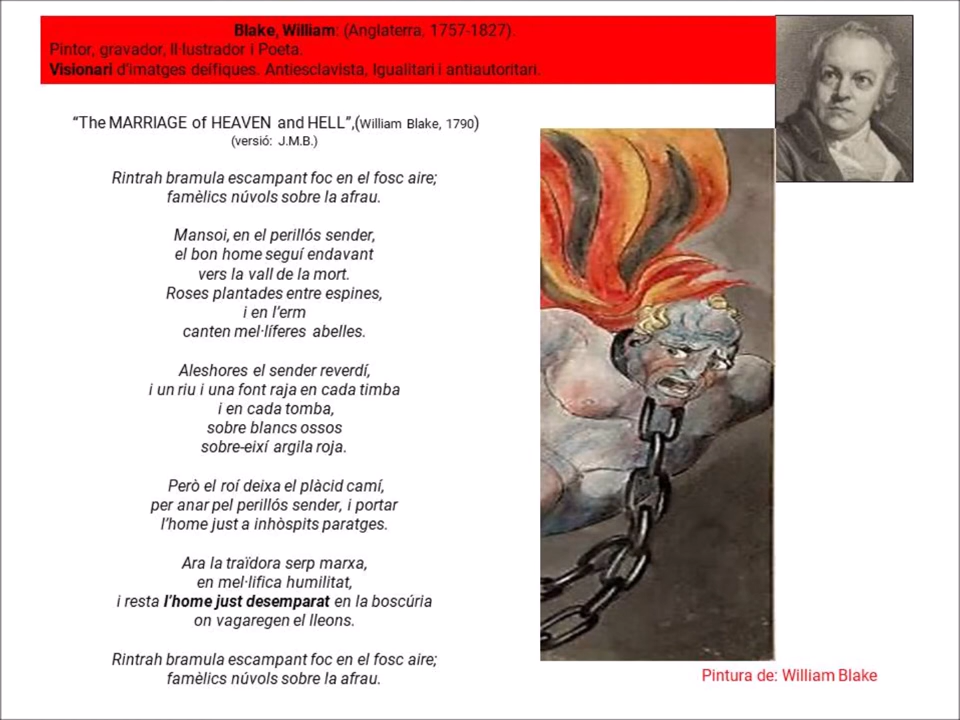 Blake, William: (Anglaterra, 1757-1827).
Pintor, gravador, Il·lustrador i Poeta.
Visionari d'imatges deífiques. Antiesclavista, Igualitari i antiautoritari.
“The MARRIAGE of HEAVEN and HELL”,(William Blake, 1790)
(versió: J.M.B.)
Rintrah bramula escampant foc en el fosc aire;
famèlics núvols sobre la afrau.
Mansoi, en el perillós sender,
el bon home seguí endavant
vers la vall de la mort.
Roses plantades entre espines,
i en l’erm
canten mel·líferes abelles.
Aleshores el sender reverdí,
i un riu i una font raja en cada timba
i en cada tomba,
sobre blancs ossos
sobre-eixí argila roja.
Però el roí deixa el plàcid camí,
per anar pel perillós sender, i portar
l’home just a inhòspits paratges.
Ara la traïdora serp marxa,
en mel·lifica humilitat,
i resta l’home just desemparat en la boscúria
on vagaregen el lleons.
Rintrah bramula escampant foc en el fosc aire;
famèlics núvols sobre la afrau.
Pintura de: William Blake